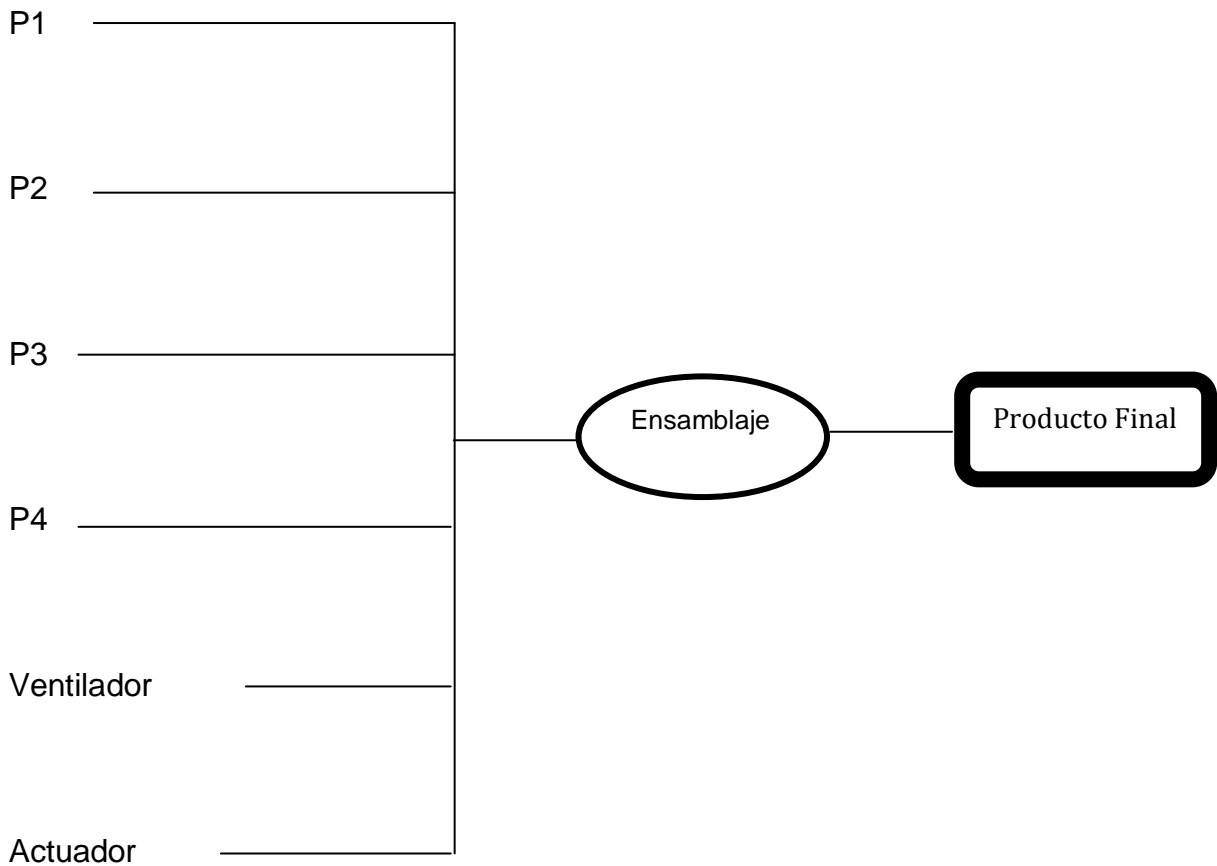 P1
P2
P3
Ensamblaje
Producto Final
P4
Ventilador
Actuador